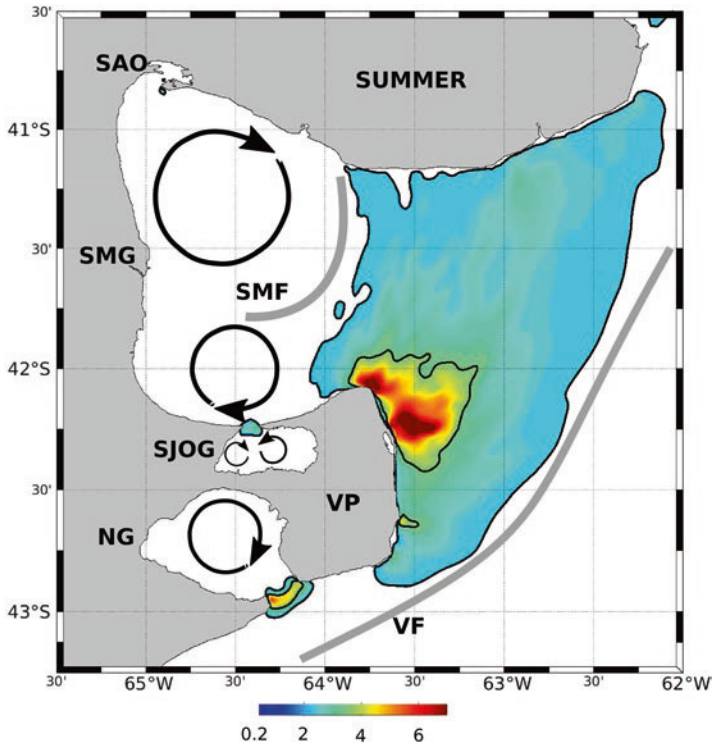 30'
SAO
SUMMER
41°S
30'
SMG
SMF
42°S
SJOG
30'
VP
NG
43°S
VF
30'
65°W
30'
64°W
30'
63°W
30'
62°W
0.2
2
4
6